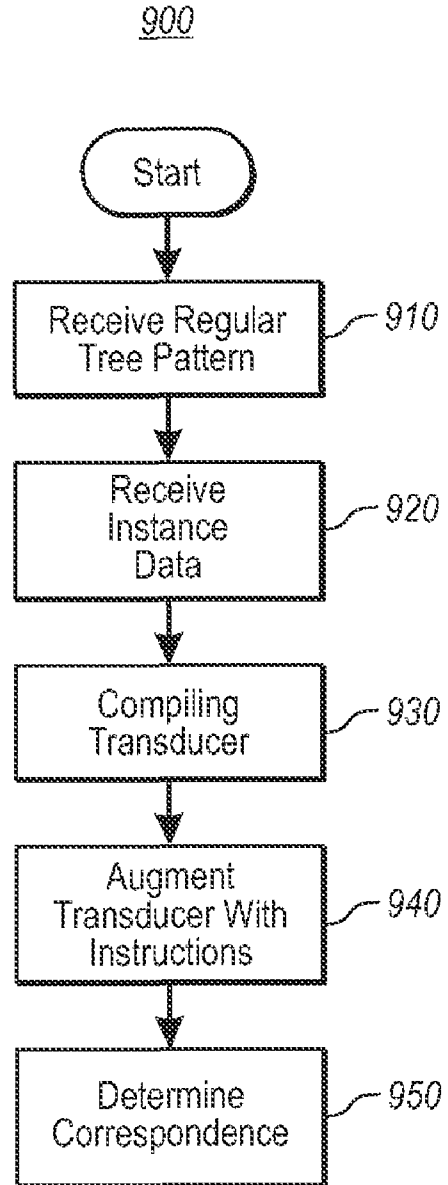 900
Start
Receive Regular
Tree Pattern
910
Receive
Instance
Data
920
Compiling
Transducer
930
Augment
Transducer With
Instructions
940
Determine
Correspondence
950